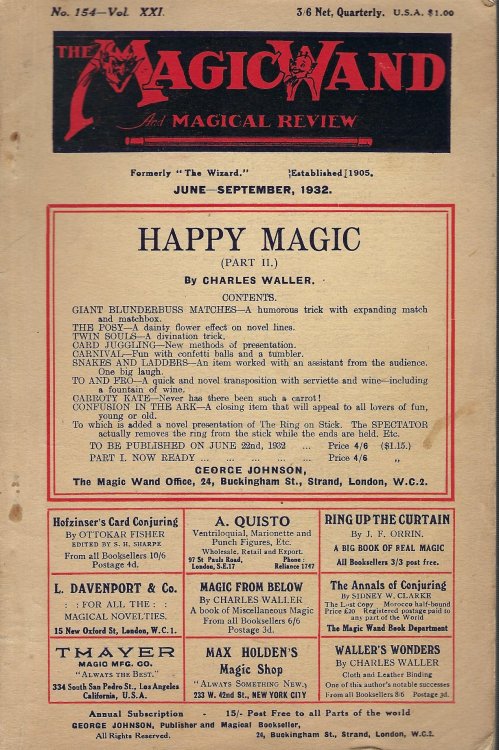 No. 154—Vol. XXI.
3/6 Net, Quarterly. U.S.A. $1.00
THE MAGIC WAND
And MAGICAL REVIEW
Formerly "The Wizard."
Established 1905.
JUNE—SEPTEMBER, 1932.
HAPPY MAGIC
(PART II.)
By CHARLES WALLER.
CONTENTS.
GIANT BLUNDERBUSS MATCHES—A humorous trick with expanding match
and matchbox.
THE POSY—A dainty flower effect on novel lines.
TWIN SOULS—A divination trick.
CARD JUGGLING—New methods of presentation.
CARNIVAL—Fun with confetti balls and a tumbler.
SNAKES AND LADDERS—An item worked with an assistant from the audience.
One big laugh.
TO AND FRO—A quick and novel transposition with serviette and wine—including
a fountain of wine.
CARROTY KATE—Never has there been such a carrot!
CONFUSION IN THE ARK—A closing item that will appeal to all lovers of fun,
young or old.
To which is added a novel presentation of The Ring on Stick. The SPECTATOR
actually removes the ring from the stick while the ends are held. Etc.
TO BE PUBLISHED ON JUNE 22nd, 1932 ... Price 4/6 ($1.15.)
PART I. NOW READY ... ... ... ... ... Price 4/6 ,,
GEORGE JOHNSON,
The Magic Wand Office, 24, Buckingham St., Strand, London, W.C.2.
Hofzinser's Card Conjuring
By OTTOKAR FISHER
EDITED by S. H. SHARPE
From all Booksellers 10/6
Postage 4d.
A. QUISTO
Ventriloquial, Marionette and
Punch Figures, Etc.
Wholesale, Retail and Export.
97 St Pauls Road, Phone:
London, S.E.17 Reliance 1747
RING UP THE CURTAIN
By J. F. ORRIN.
A BIG BOOK OF REAL MAGIC
All Booksellers 3/3 post free.
L. DAVENPORT & Co.
: : FOR ALL THE : :
MAGICAL NOVELTIES.
15 New Oxford St, London, W.C.1.
MAGIC FROM BELOW
By CHARLES WALLER
A book of Miscellaneous Magic
From all Booksellers 6/6
Postage 3d.
The Annals of Conjuring
By SIDNEY W. CLARKE
The Last Copy Morocco half-bound
Price £10 Registered postage paid to
any part of the World
The Magic Wand Book Department
THAYER
MAGIC MFG. CO.
"ALWAYS THE BEST."
334 South San Pedro St., Los Angeles
California, U.S.A.
MAX HOLDEN'S
Magic Shop
"ALWAYS SOMETHING NEW"
233 W. 42nd St., NEW YORK CITY
WALLER'S WONDERS
By CHARLES WALLER
Cloth and Leather Binding
One of this author's notable successes
From all Booksellers 8/6 Postage 3d.
Annual Subscription - 15/- Post Free to all Parts of the world
GEORGE JOHNSON, Publisher and Magical Bookseller,
All Rights Reserved.
24, Buckingham St., Strand, London, W.C.2.